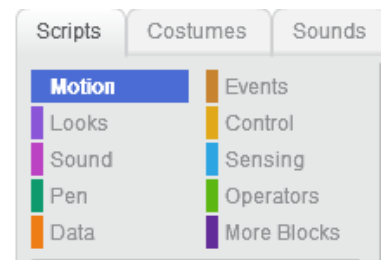 Scripts Costumes Sounds
Motion Events
Looks Control
Sound Sensing
Pen Operators
Data More Blocks